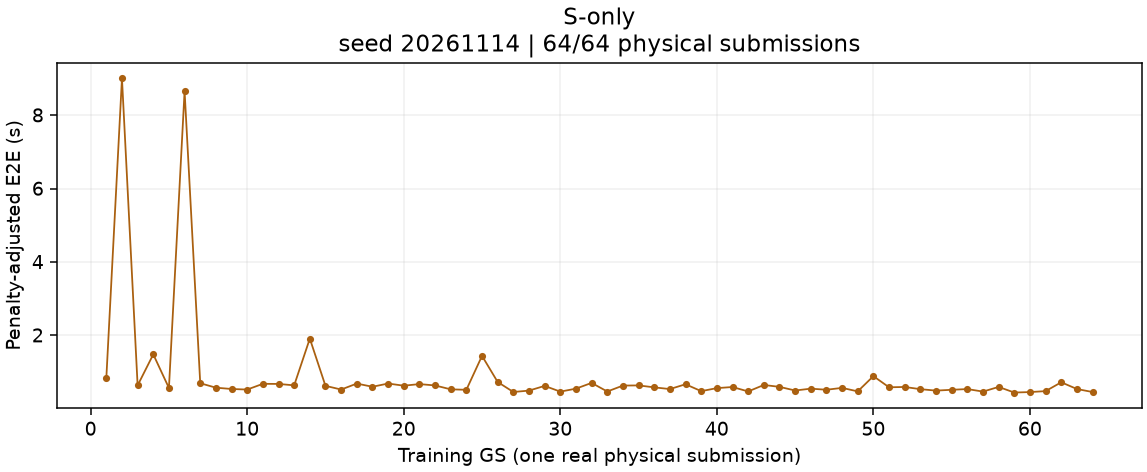 S-only
seed 20261114 | 64/64 physical submissions
Penalty-adjusted E2E (s)
8
6
4
2
0 10 20 30 40 50 60
Training GS (one real physical submission)